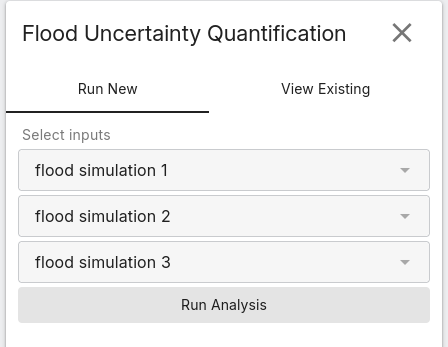 Flood Uncertainty Quantification
Run New
View Existing
Select inputs
flood simulation 1
flood simulation 2
flood simulation 3
Run Analysis